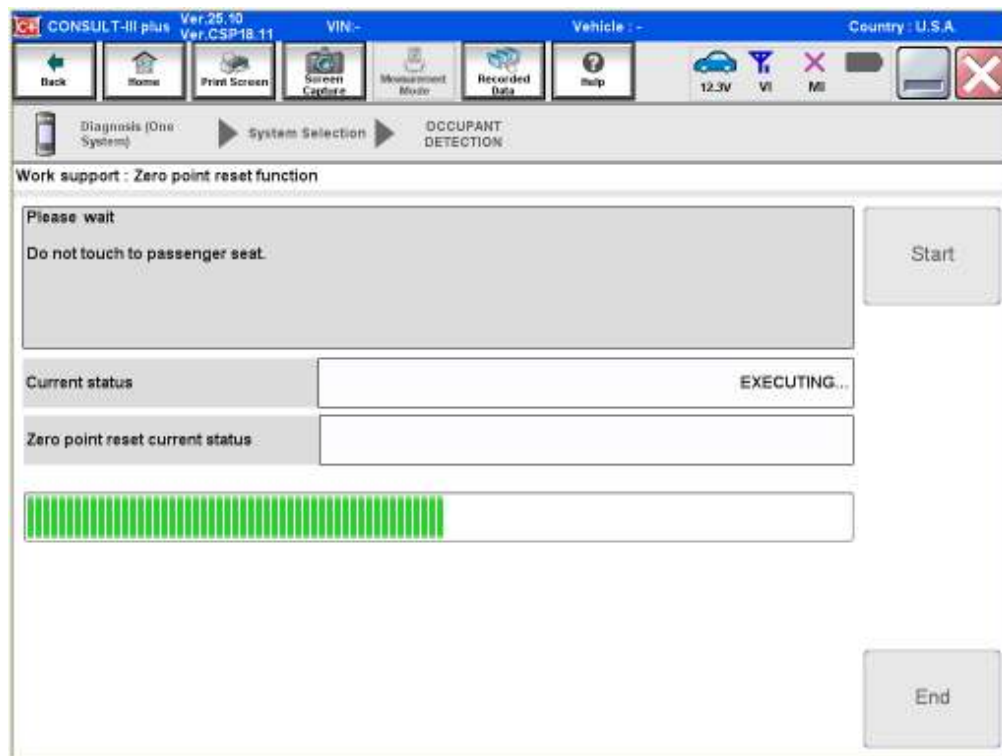 C+ CONSULT-III plus Ver.25.10 VIN:- Vehicle : - Country : U.S.A.
Ver.CSP18.11
Back Home Print Screen Screen Capture Measurement Mode Recorded Data Help 12.3V VI MI
Diagnosis (One System) System Selection OCCUPANT DETECTION
Work support : Zero point reset function
Please wait
Do not touch to passenger seat.
Start
Current status EXECUTING...
Zero point reset current status
End